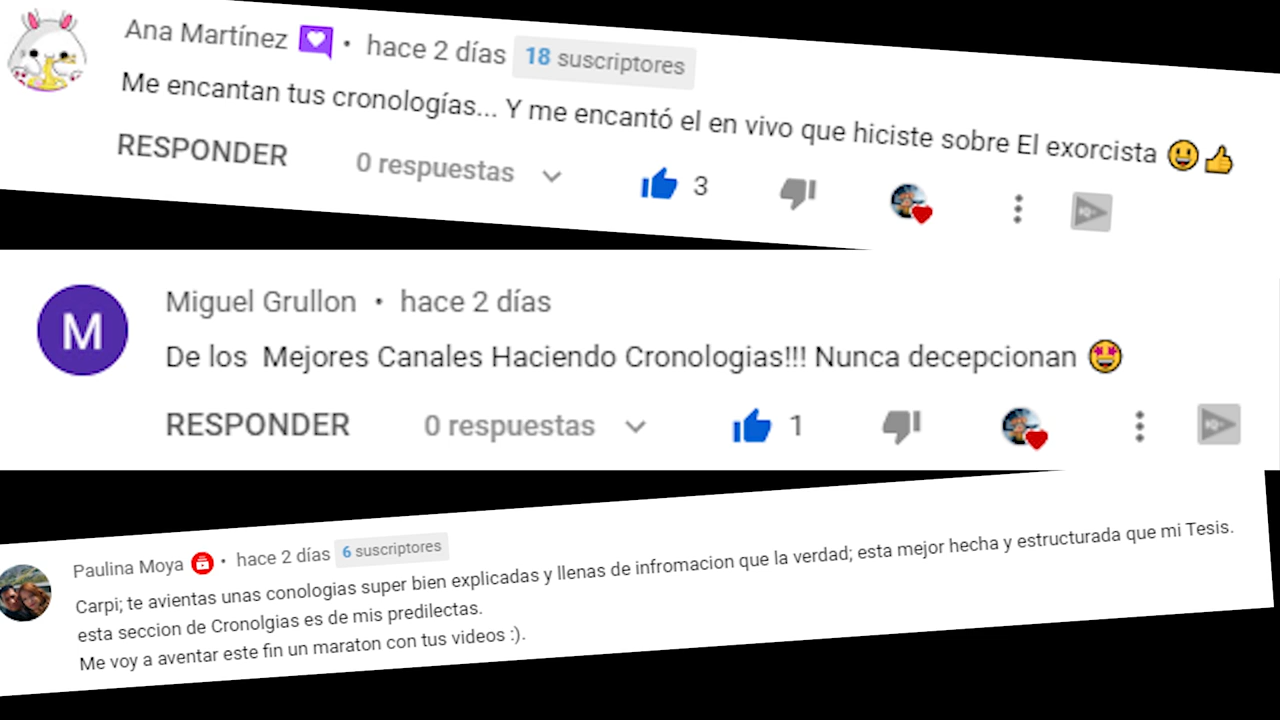 Ana Martínez • hace 2 días 18 suscriptores
Me encantan tus cronologías... Y me encantó el en vivo que hiciste sobre El exorcista 😃👍
RESPONDER 0 respuestas 3
M
Miguel Grullon • hace 2 días
De los Mejores Canales Haciendo Cronologias!!! Nunca decepcionan 🤩
RESPONDER 0 respuestas 1
Paulina Moya • hace 2 días 6 suscriptores
Carpi; te avientas unas conologias super bien explicadas y llenas de infromacion que la verdad; esta mejor hecha y estructurada que mi Tesis.
esta seccion de Cronolgias es de mis predilectas.
Me voy a aventar este fin un maraton con tus videos :).